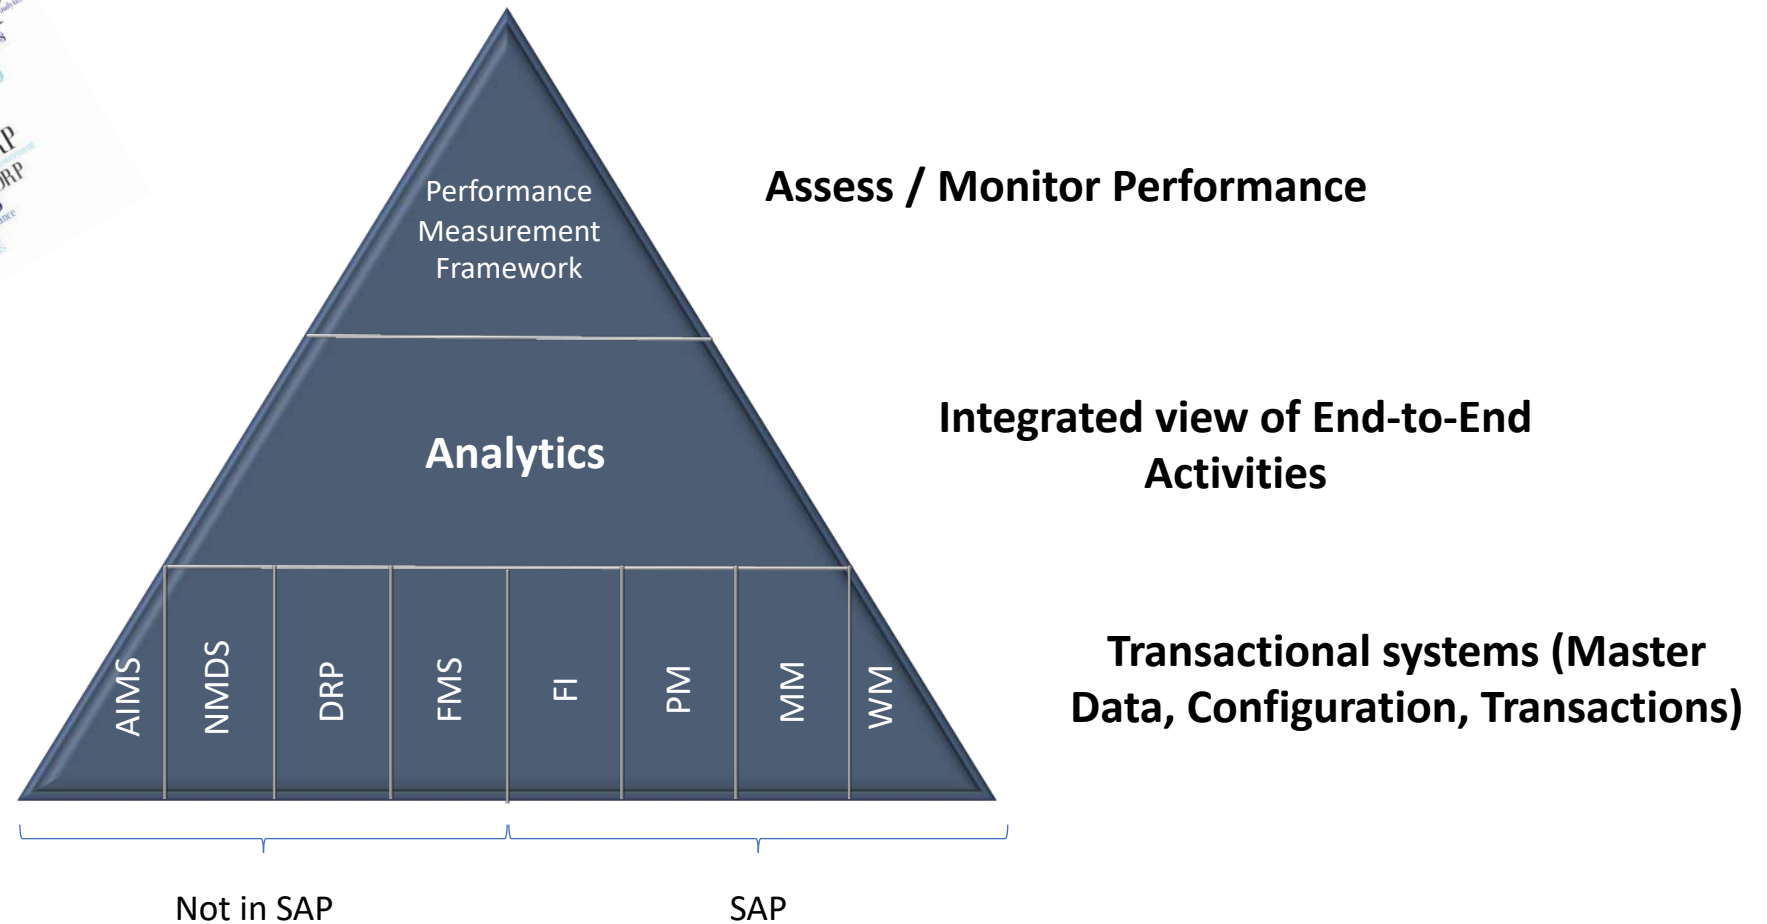 Performance
Measurement
Framework
Assess / Monitor Performance
Analytics
Integrated view of End-to-End
Activities
AIMS
NMDS
DRP
FMS
FI
PM
MM
WM
Transactional systems (Master
Data, Configuration, Transactions)
Not in SAP
SAP